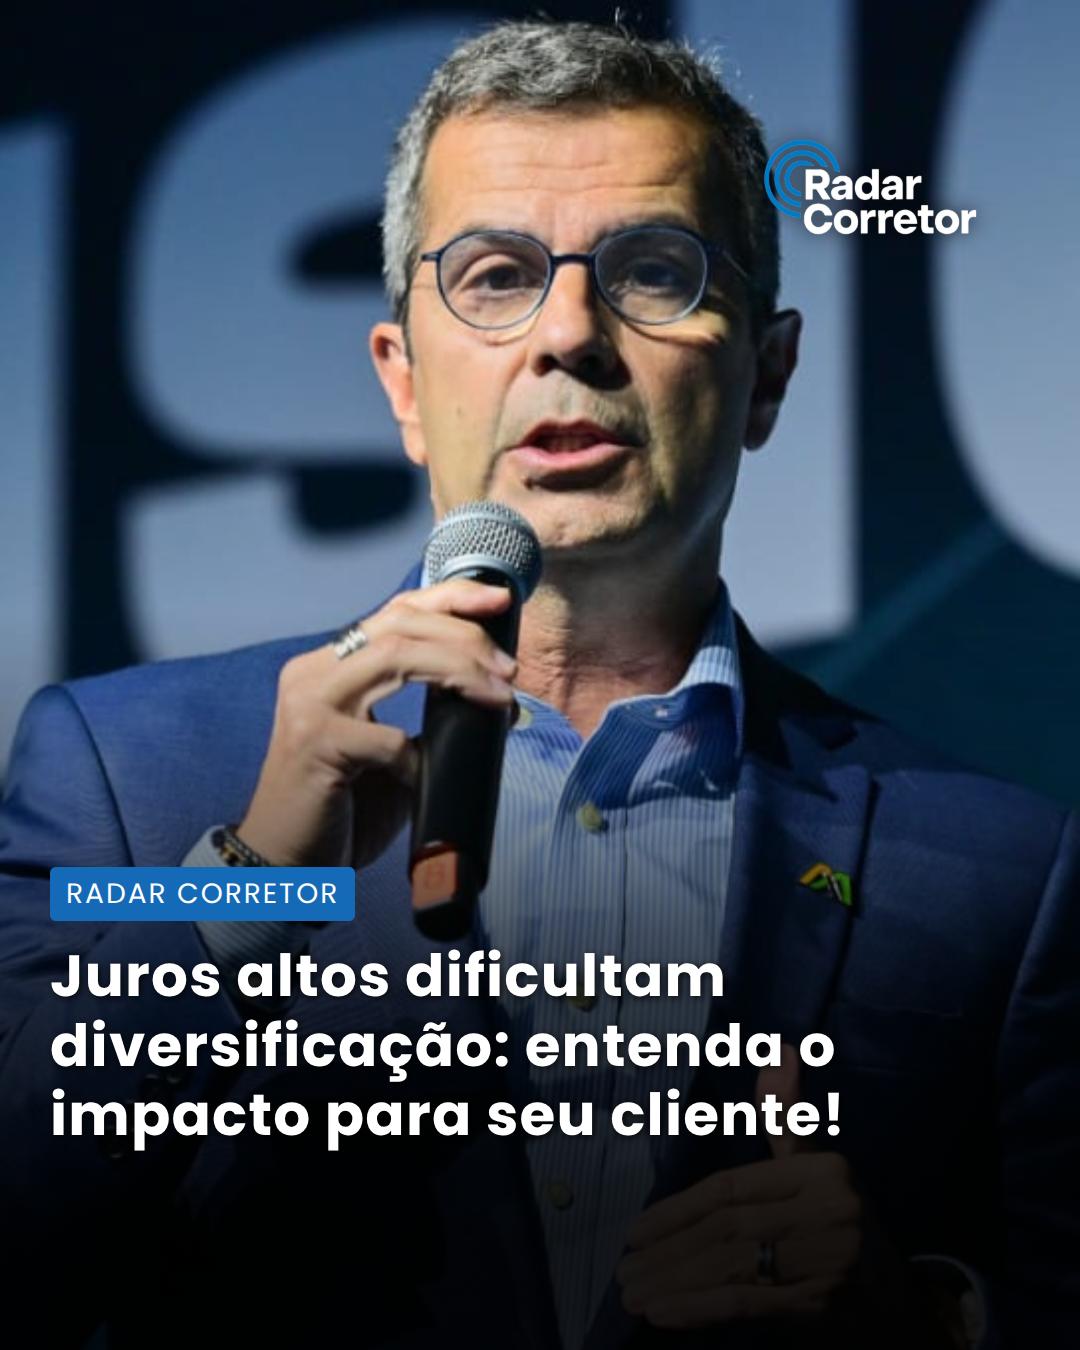 Radar
Corretor
RADAR CORRETOR
Juros altos dificultam
diversificação: entenda o
impacto para seu cliente!